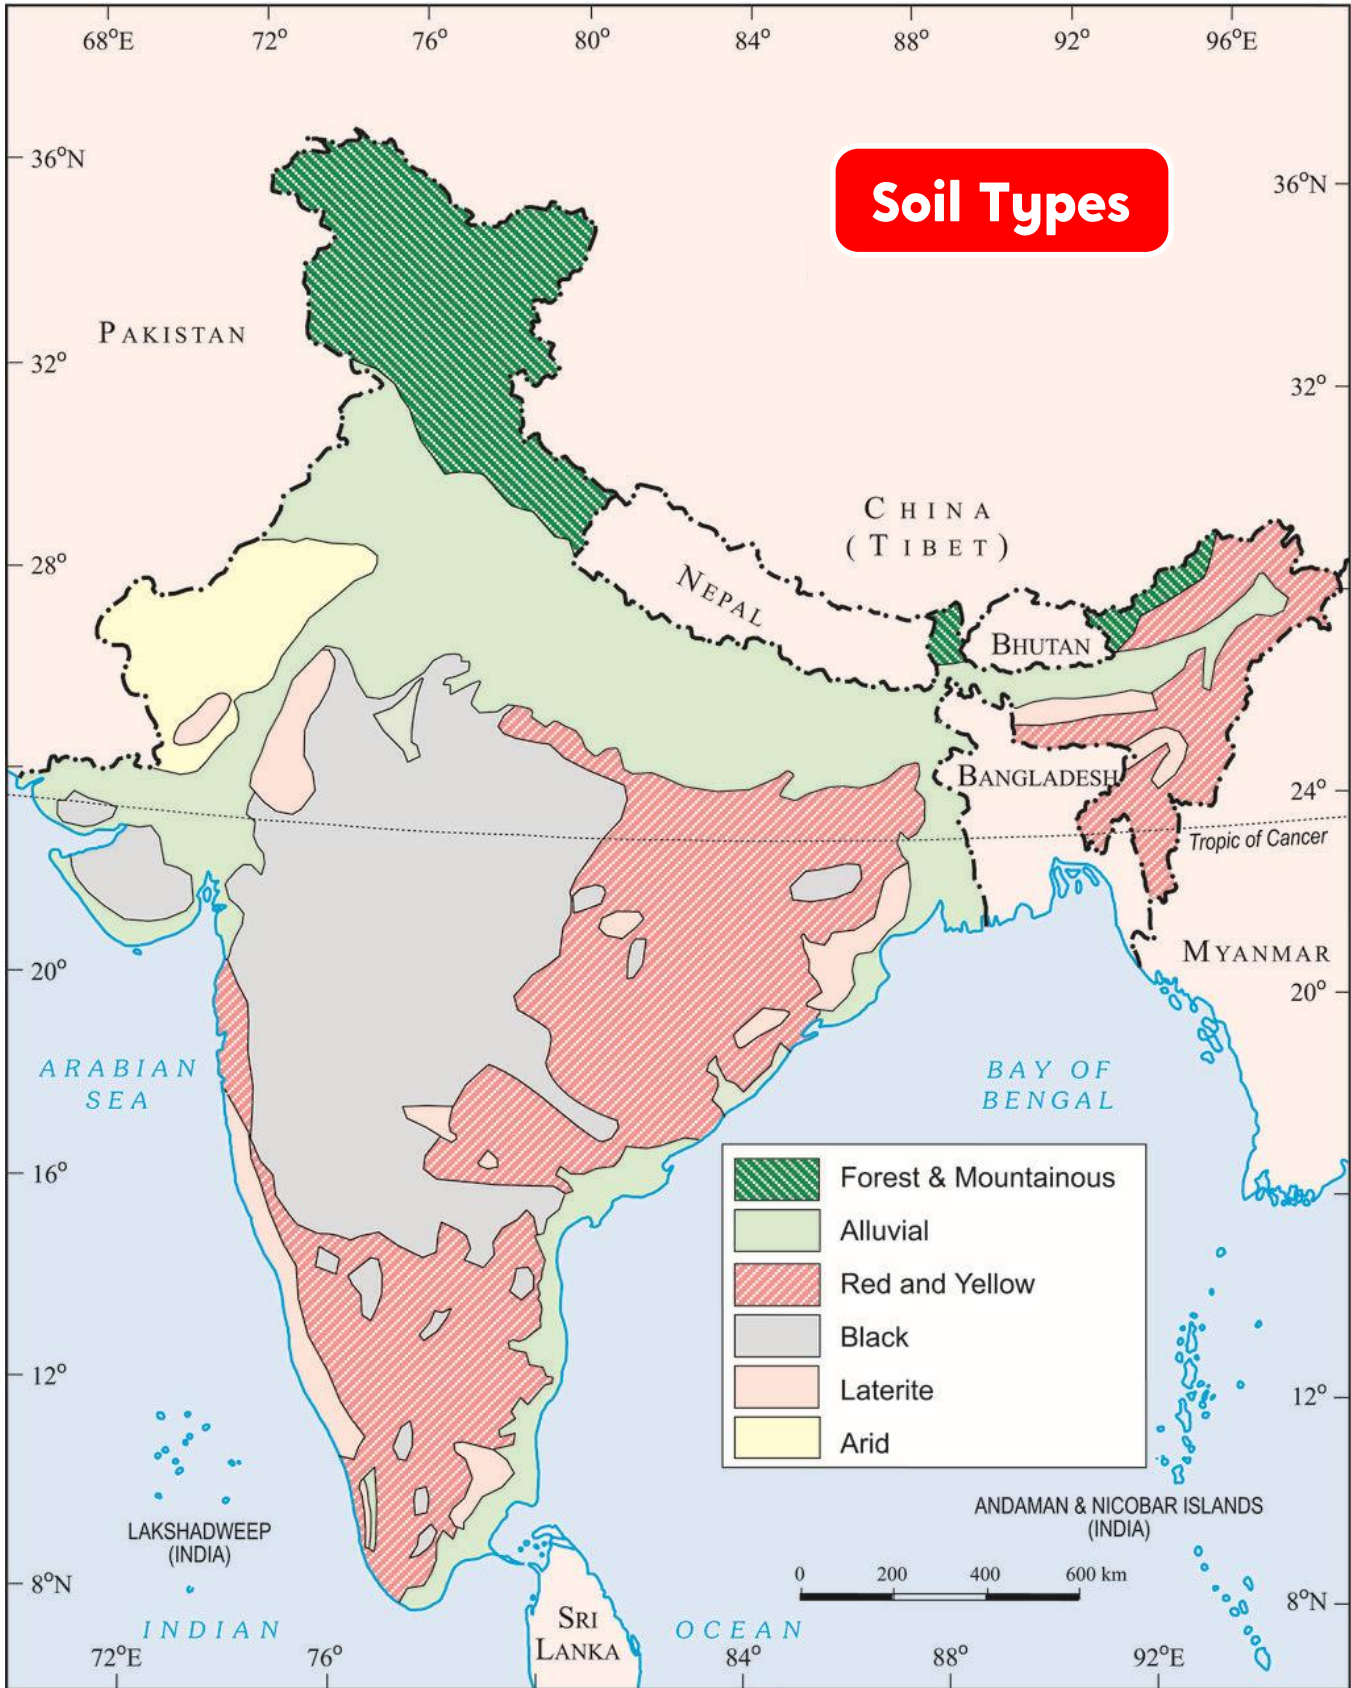 68°E 72° 76° 80° 84° 88° 92° 96°E
36°N
Soil Types
36°N
PAKISTAN
32°
32°
CHINA
(TIBET)
28°
NEPAL
BHUTAN
BANGLADESH
24°
Tropic of Cancer
MYANMAR
20°
20°
ARABIAN
SEA
BAY OF
BENGAL
16°
Forest & Mountainous
Alluvial
Red and Yellow
Black
Laterite
Arid
12°
12°
LAKSHADWEEP
(INDIA)
ANDAMAN & NICOBAR ISLANDS
(INDIA)
0 200 400 600 km
8°N
8°N
INDIAN
SRI
LANKA
OCEAN
72°E 76° 84° 88° 92°E